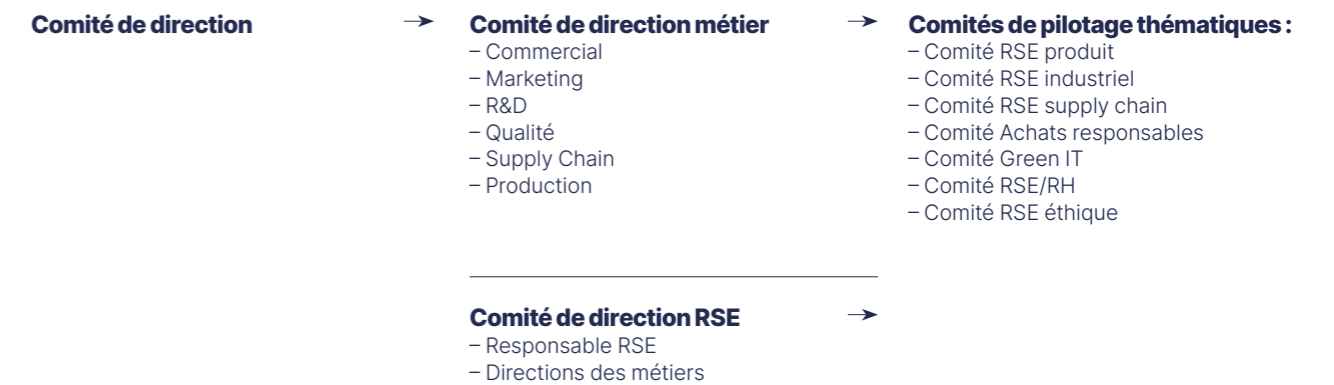 Comité de direction
Comité de direction métier
– Commercial
– Marketing
– R&D
– Qualité
– Supply Chain
– Production
Comité de direction RSE
– Responsable RSE
– Directions des métiers
Comités de pilotage thématiques :
– Comité RSE produit
– Comité RSE industriel
– Comité RSE supply chain
– Comité Achats responsables
– Comité Green IT
– Comité RSE/RH
– Comité RSE éthique